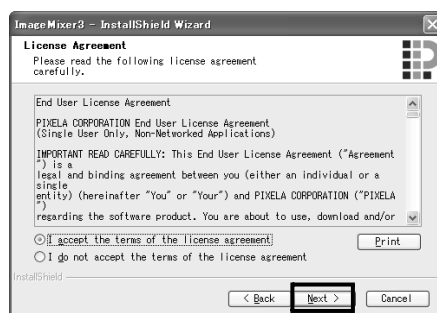 ImageMixer3 - InstallShield Wizard
License Agreement
Please read the following license agreement
carefully.
End User License Agreement
PIXELA CORPORATION End User License Agreement
(Single User Only, Non-Networked Applications)
IMPORTANT READ CAREFULLY: This End User License Agreement ("Agreement
") is a
legal and binding agreement between you (either an individual or a
single
entity) (hereinafter "You" or "Your") and PIXELA CORPORATION ("PIXELA
")
regarding the software product. You are about to use, download and/or
I accept the terms of the license agreement
Print
I do not accept the terms of the license agreement
InstallShield
< Back
Next >
Cancel